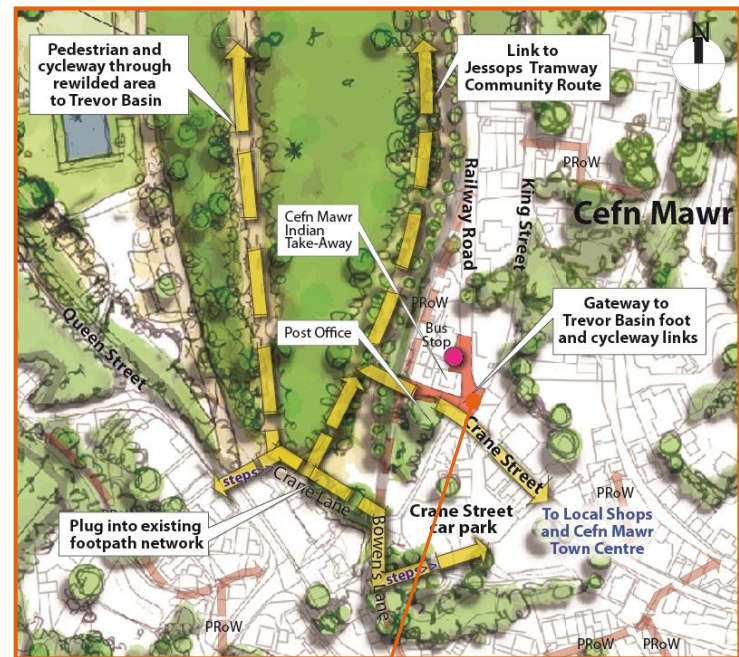 Pedestrian and
cycleway through
rewilded area
to Trevor Basin
Link to
Jessops Tramway
Community Route
N
PRoW
Railway Road
King Street
Cefn Mawr
Cefn Mawr
Indian
Take-Away
Queen Street
PRoW
Bus
Stop
Gateway to
Trevor Basin foot
and cycleway links
Post Office
Crane Street
steps>>
Crane Lane
PRoW
Plug into existing
footpath network
Crane Street
car park
To Local Shops
and Cefn Mawr
Town Centre
Bowen's Lane
steps>>
PRoW
PRoW
PRoW
PRoW